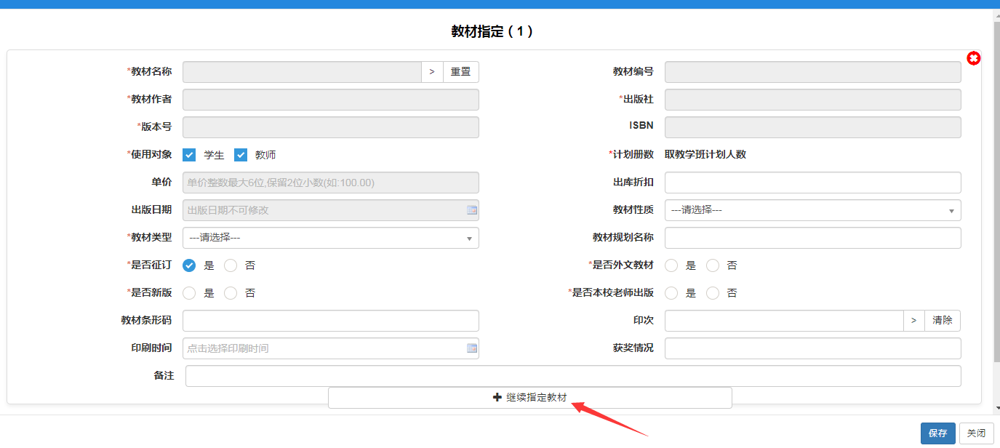 教材指定（1）
*教材名称 > 重置 教材编号
*教材作者 *出版社
*版本号 ISBN
*使用对象 学生 教师 *计划册数 取教学班计划人数
单价 单价整数最大6位,保留2位小数(如:100.00) 出库折扣
出版日期 出版日期不可修改 教材性质 ---请选择---
*教材类型 ---请选择--- 教材规划名称
*是否征订 是 否 *是否外文教材 是 否
*是否新版 是 否 *是否本校老师出版 是 否
教材条形码 印次 > 清除
印刷时间 点击选择印刷时间 获奖情况
备注
继续指定教材
保存 关闭